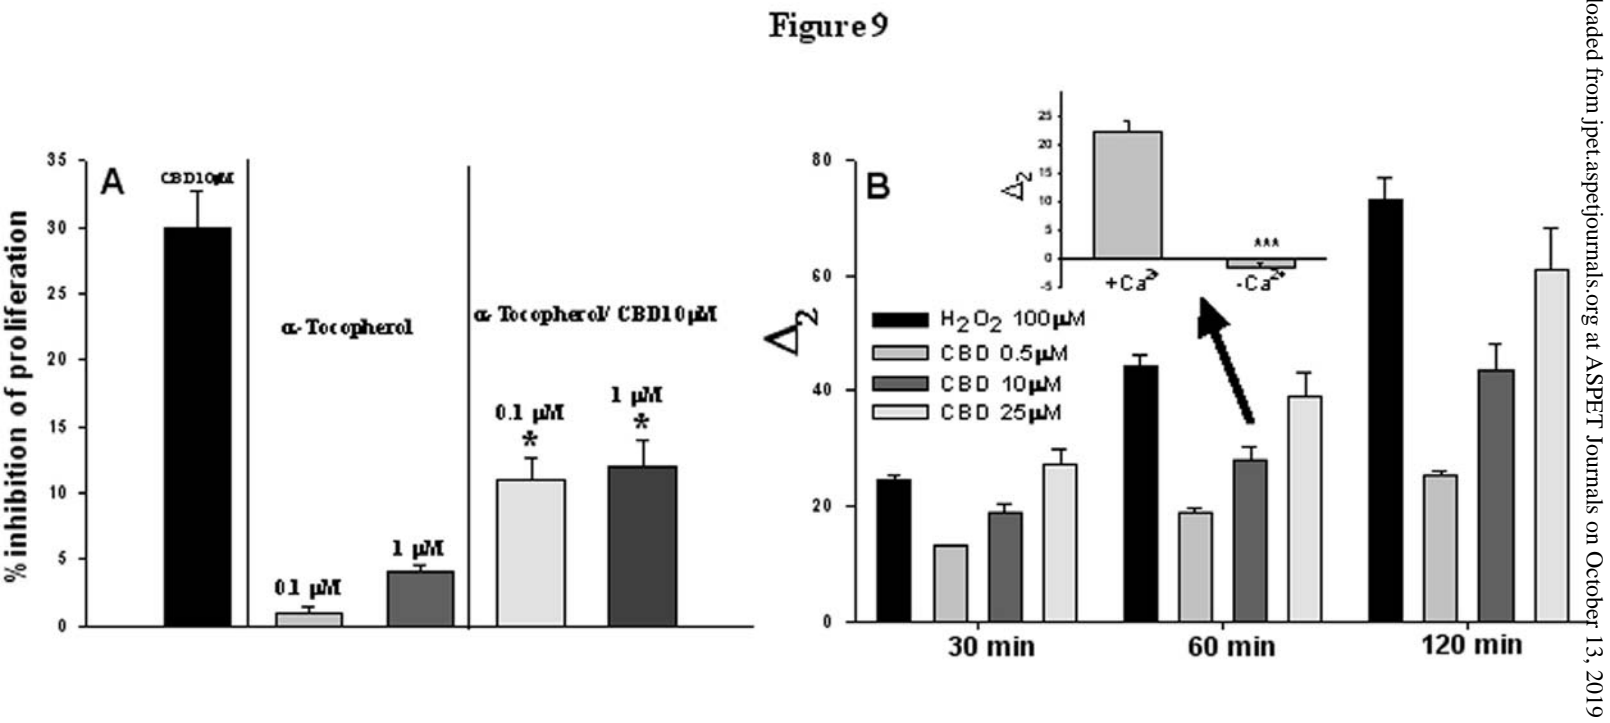 Figure 9
A
% inhibition of proliferation
35
30
25
20
15
10
5
0
CBD10µM
α-Tocopherol
0.1 µM
1 µM
α-Tocopherol/ CBD10µM
0.1 µM
*
1 µM
*
B
Δ2
80
60
40
20
0
H2O2 100µM
CBD 0.5µM
CBD 10µM
CBD 25µM
30 min
60 min
120 min
Δ2
25
20
15
10
5
0
-5
***
+Ca2+
-Ca2+
loaded from jpet.aspetjournals.org at ASPET Journals on October 13, 2019